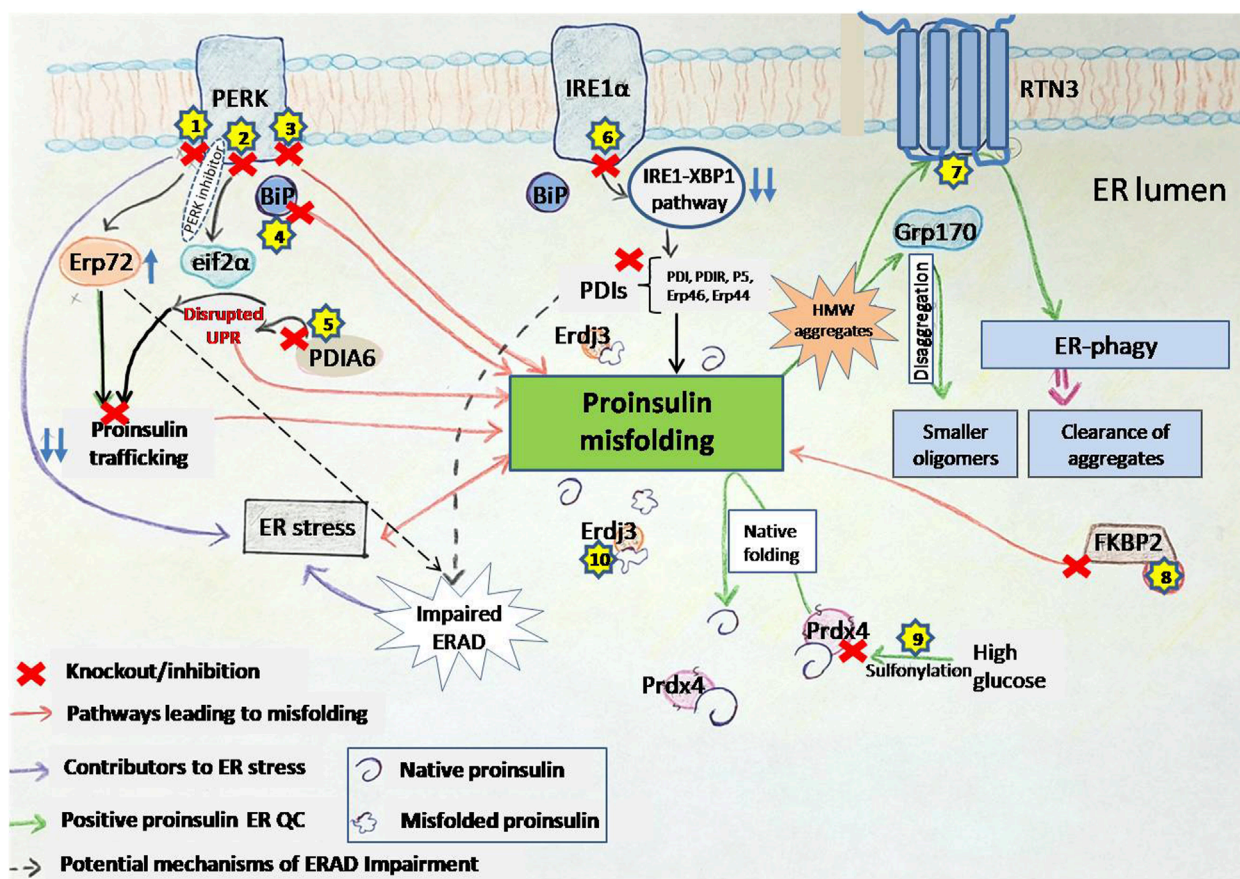 PERK
IRE1α
RTN3
1
2
3
6
7
PERK inhibitor
BiP
4
BiP
IRE1-XBP1
pathway
ER lumen
Grp170
Erp72
eif2α
PDIs
PDI, PDIR, P5,
Erp46, Erp44
HMW
aggregates
Disaggregation
Disrupted
UPR
5
PDIA6
Erdj3
ER-phagy
Proinsulin
misfolding
Proinsulin
trafficking
Smaller
oligomers
Clearance of
aggregates
ER stress
Erdj3
10
Native
folding
FKBP2
8
Impaired
ERAD
Prdx4
9
Sulfonylation
High
glucose
Prdx4
Knockout/inhibition
Pathways leading to misfolding
Contributors to ER stress
Positive proinsulin ER QC
Potential mechanisms of ERAD Impairment
Native proinsulin
Misfolded proinsulin